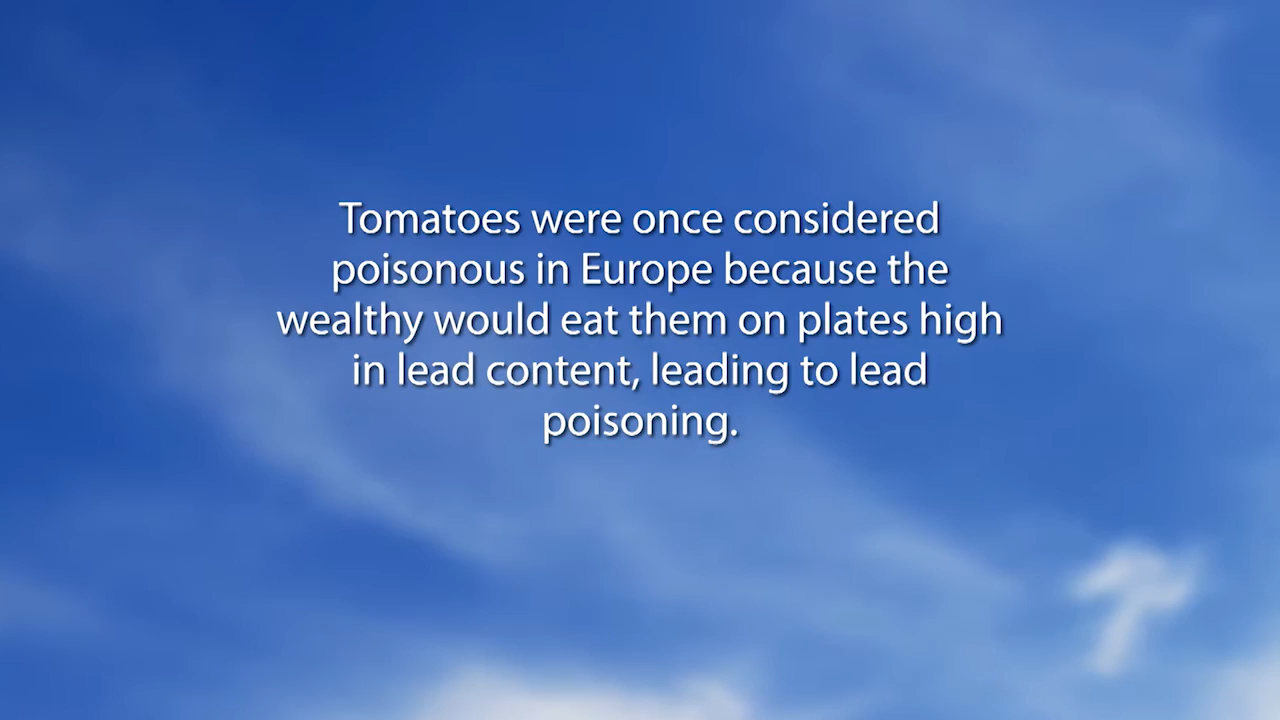 Tomatoes were once considered
poisonous in Europe because the
wealthy would eat them on plates high
in lead content, leading to lead
poisoning.